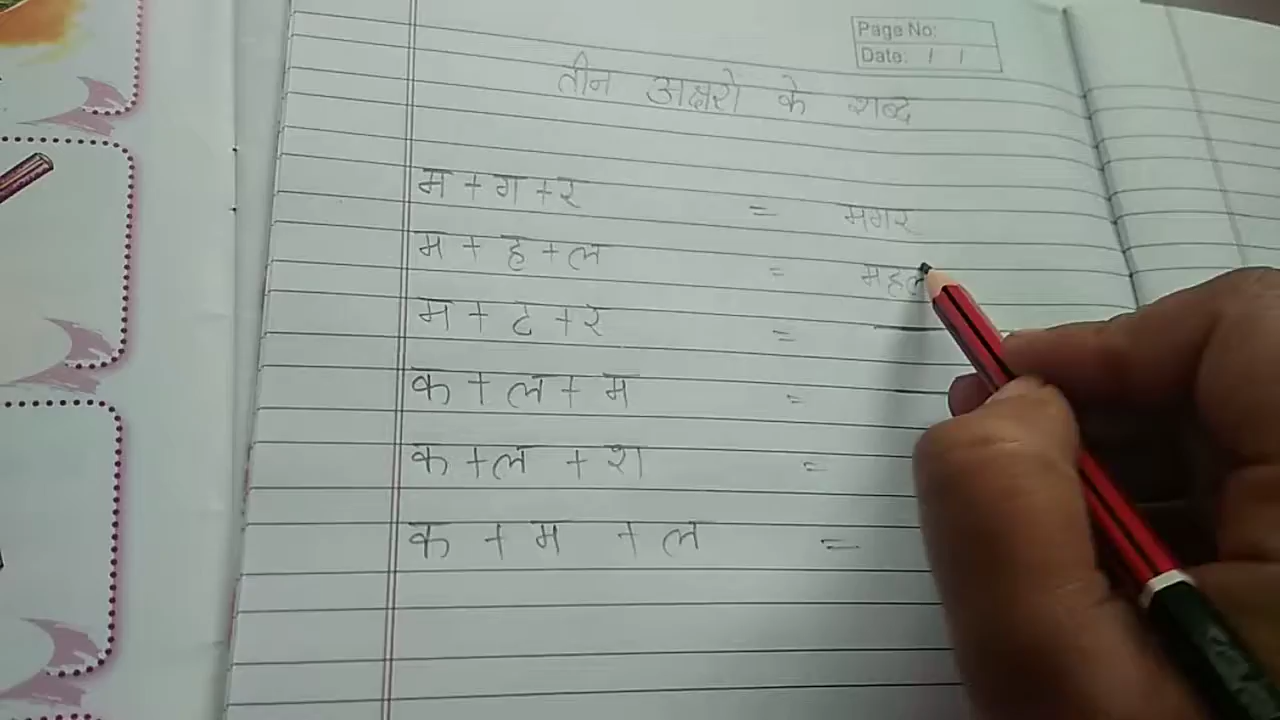 Page No:
Date: / /
तीन अक्षरो के शब्द
म + ग + र = मगर
म + ह + ल = महल
म + ट + र =
क + ल + म =
क + ल + श =
क + म + ल =